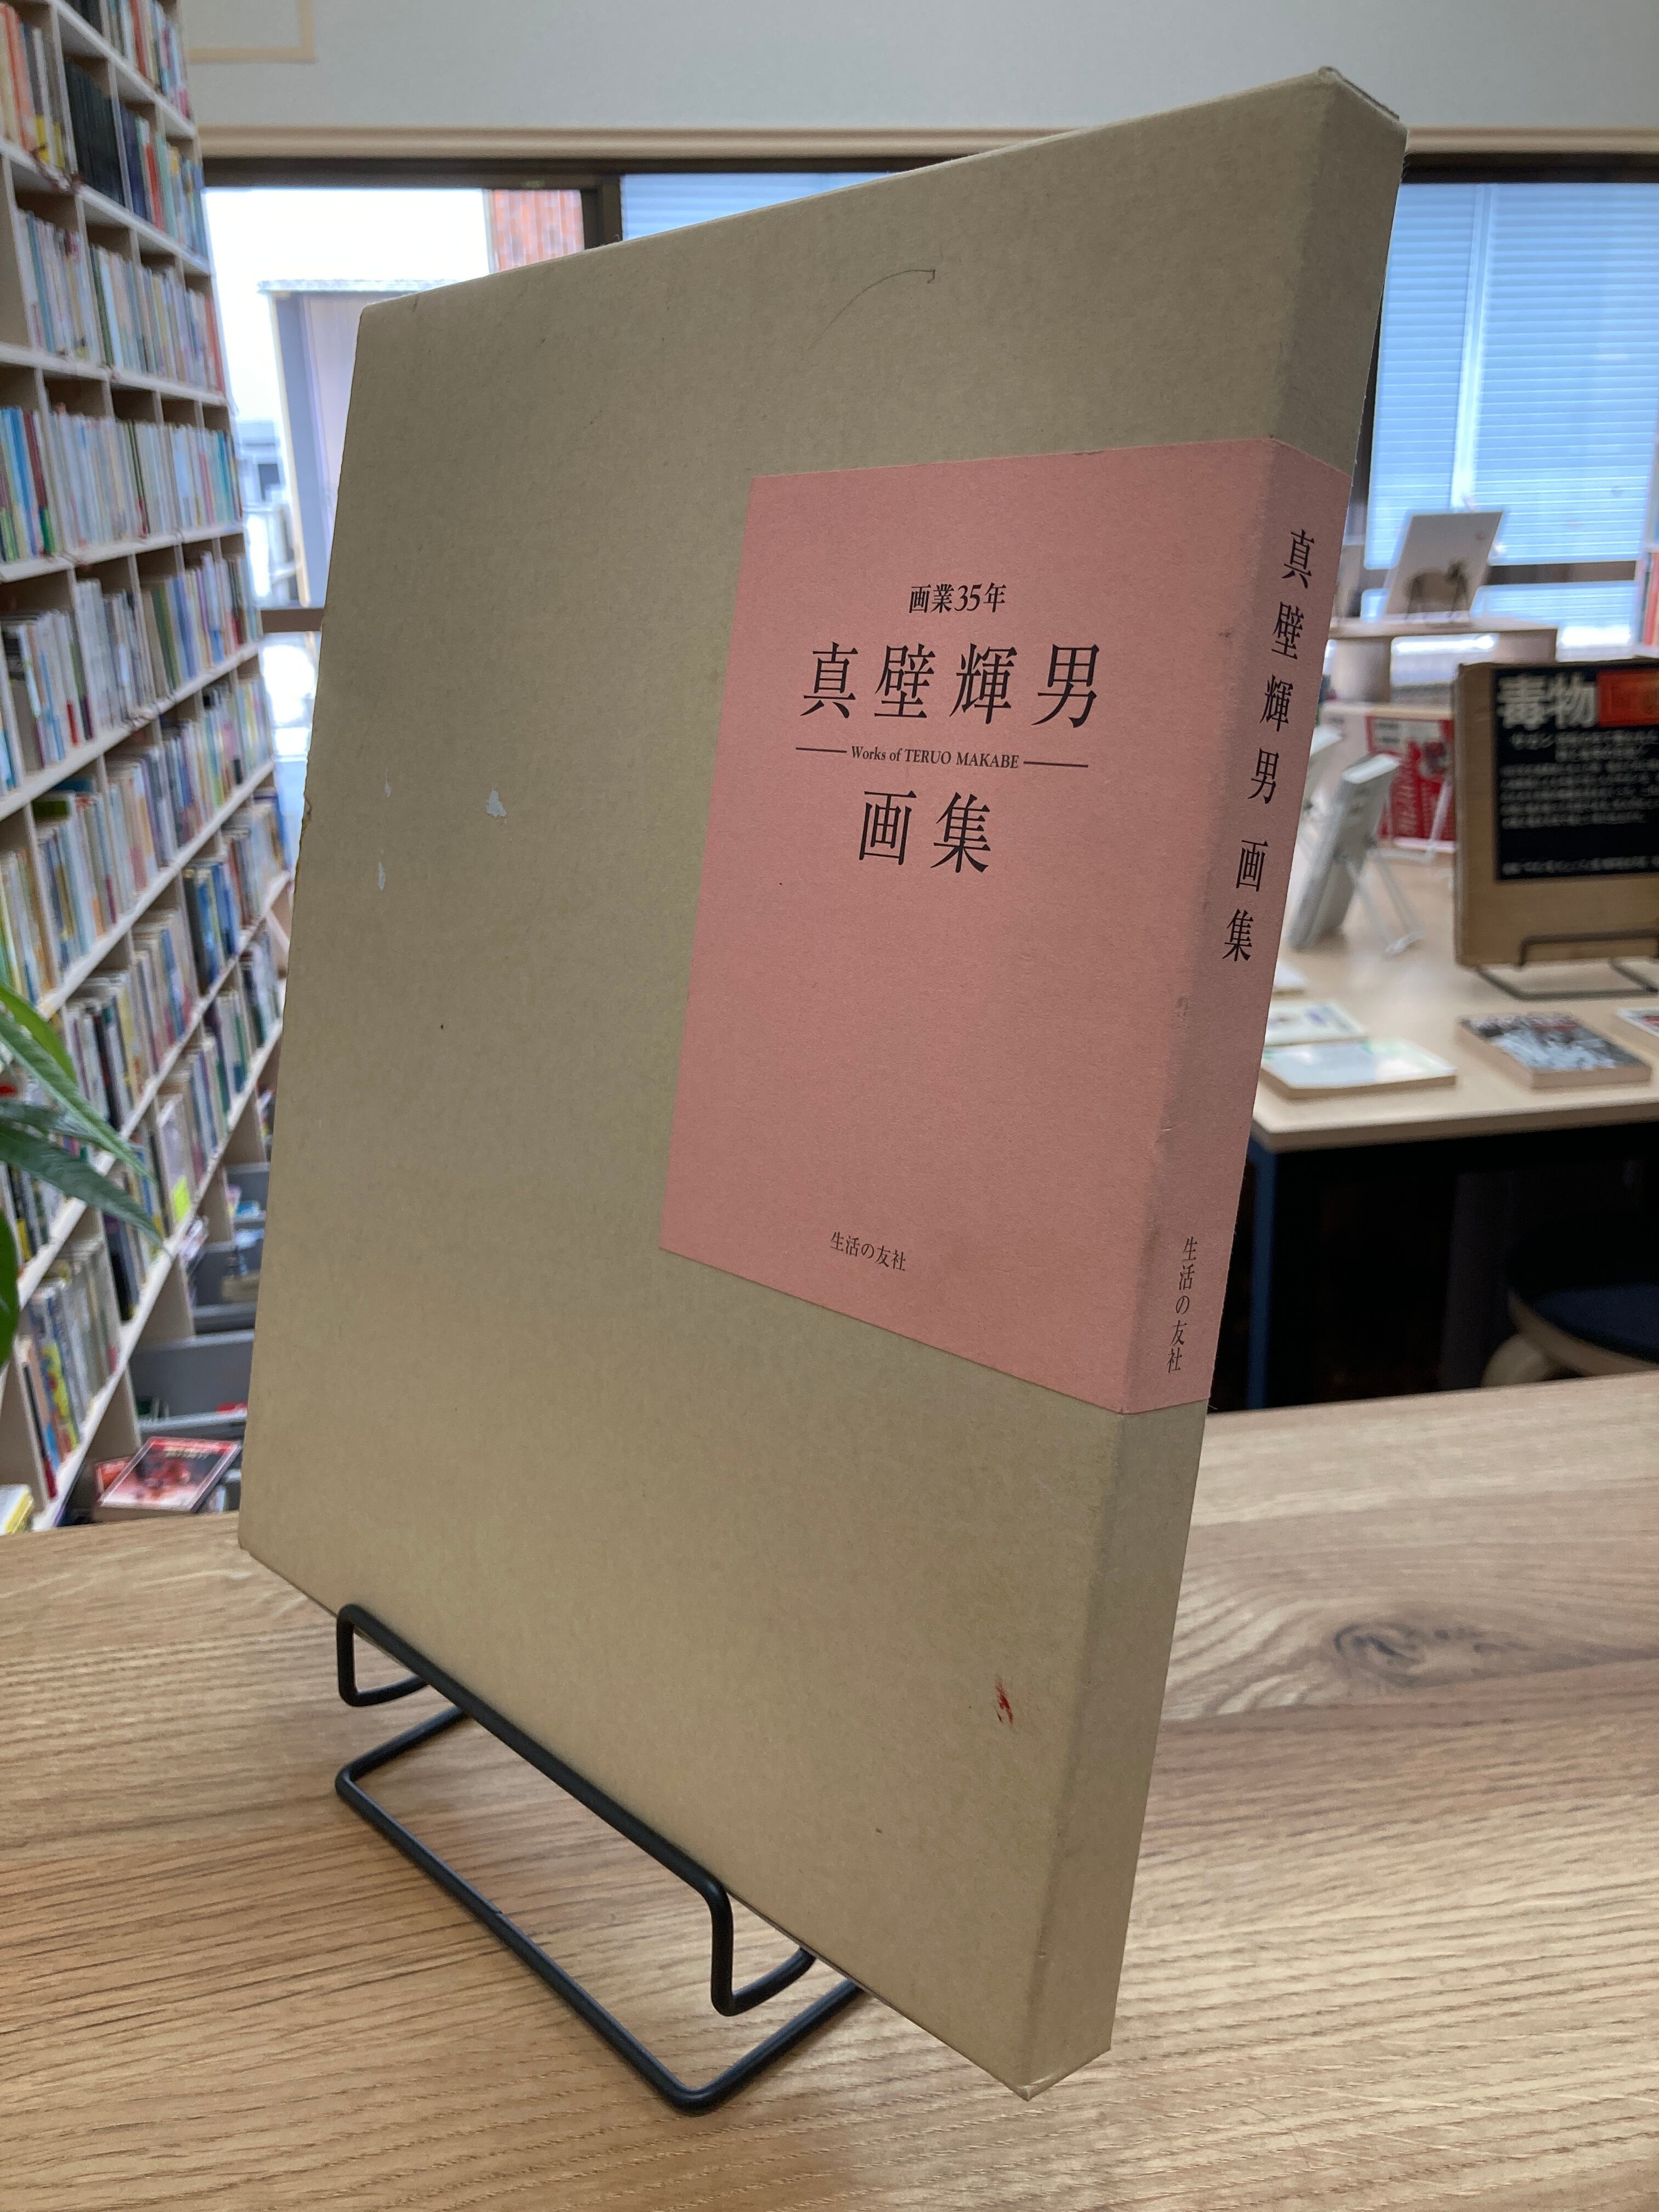 画業35年
真壁輝男
Works of TERUO MAKABE
画集
生活の友社
真壁輝男 画集
生活の友社
毒物